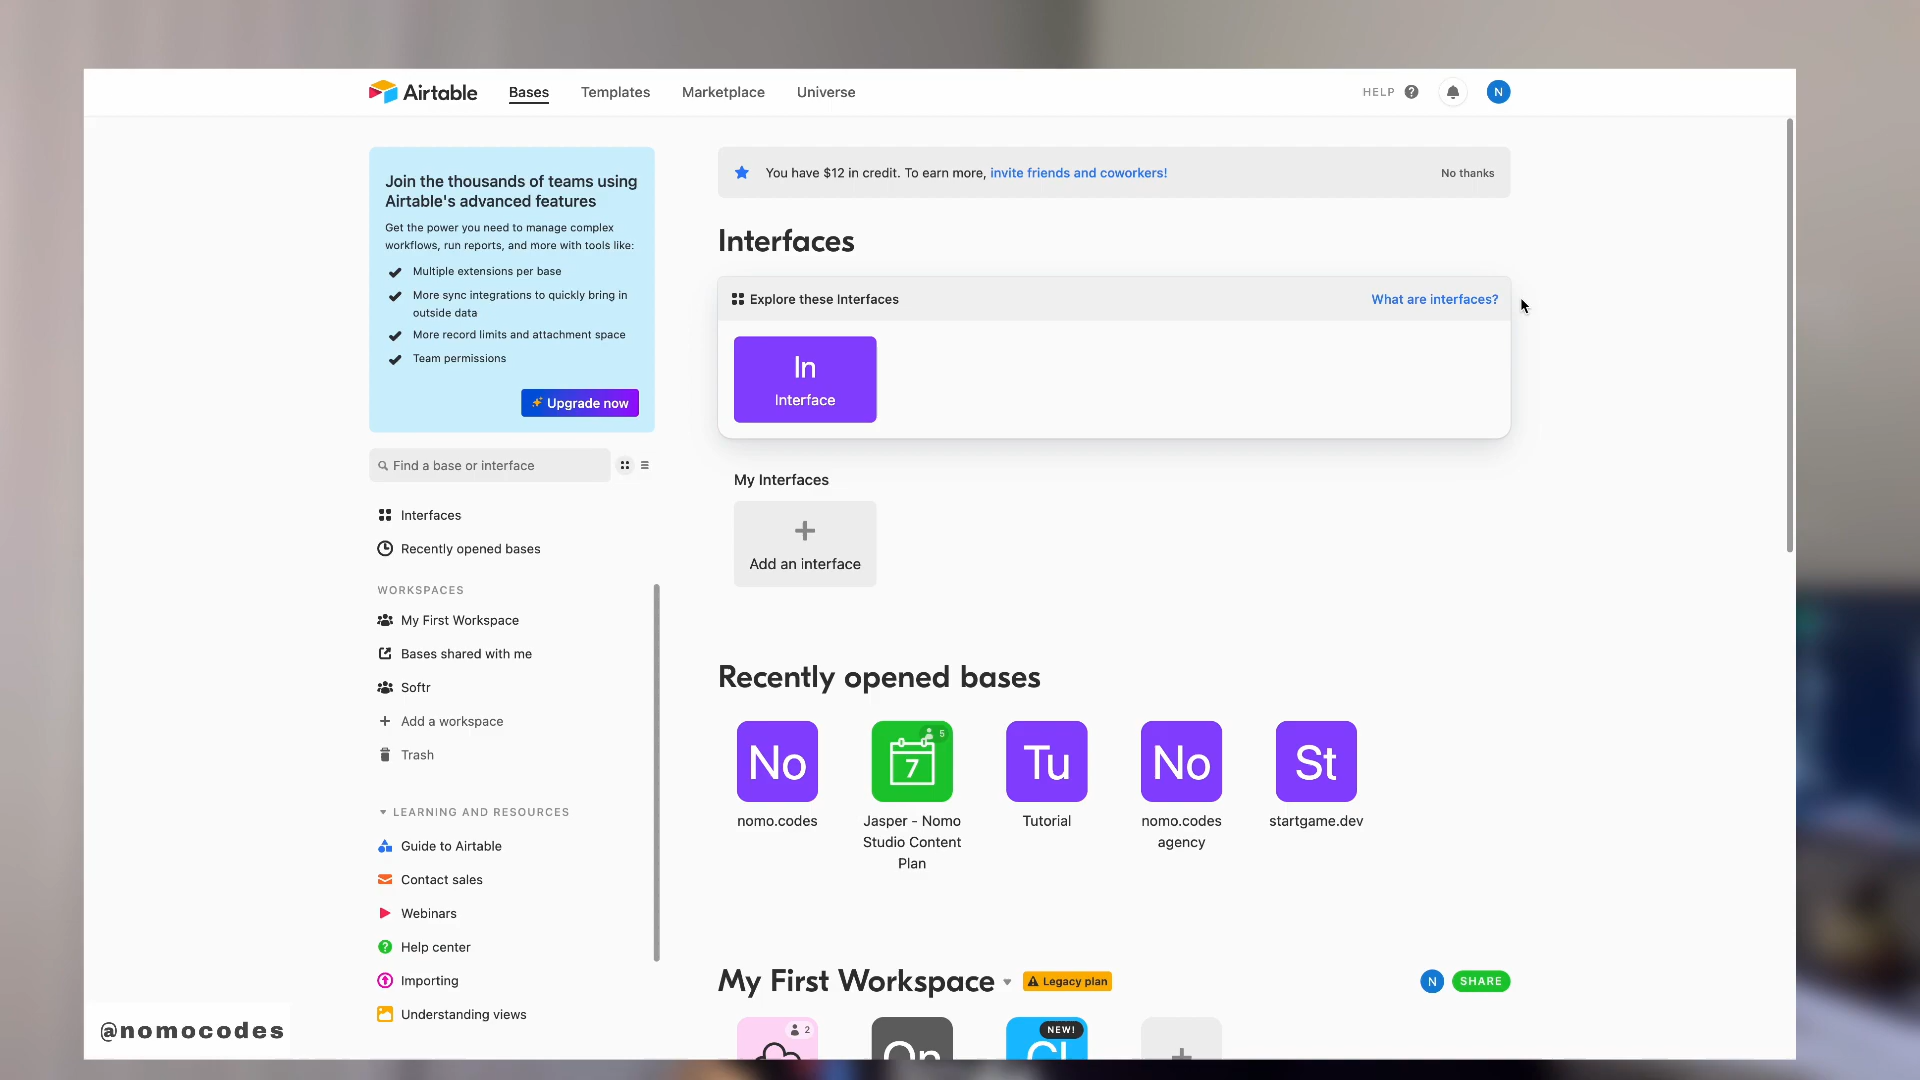 Airtable
Bases
Templates
Marketplace
Universe
HELP ?
N
Join the thousands of teams using
Airtable's advanced features
Get the power you need to manage complex
workflows, run reports, and more with tools like:
Multiple extensions per base
More sync integrations to quickly bring in
outside data
More record limits and attachment space
Team permissions
Upgrade now
Find a base or interface
Interfaces
Recently opened bases
WORKSPACES
My First Workspace
Bases shared with me
Softr
Add a workspace
Trash
LEARNING AND RESOURCES
Guide to Airtable
Contact sales
Webinars
Help center
Importing
Understanding views
You have $12 in credit. To earn more, invite friends and coworkers!
No thanks
Interfaces
Explore these Interfaces
What are interfaces?
In
Interface
My Interfaces
+
Add an interface
Recently opened bases
No
nomo.codes
5
7
Jasper - Nomo
Studio Content
Plan
Tu
Tutorial
No
nomo.codes
agency
St
startgame.dev
My First Workspace
Legacy plan
N
SHARE
2
On
NEW!
Cl
+
@nomocodes